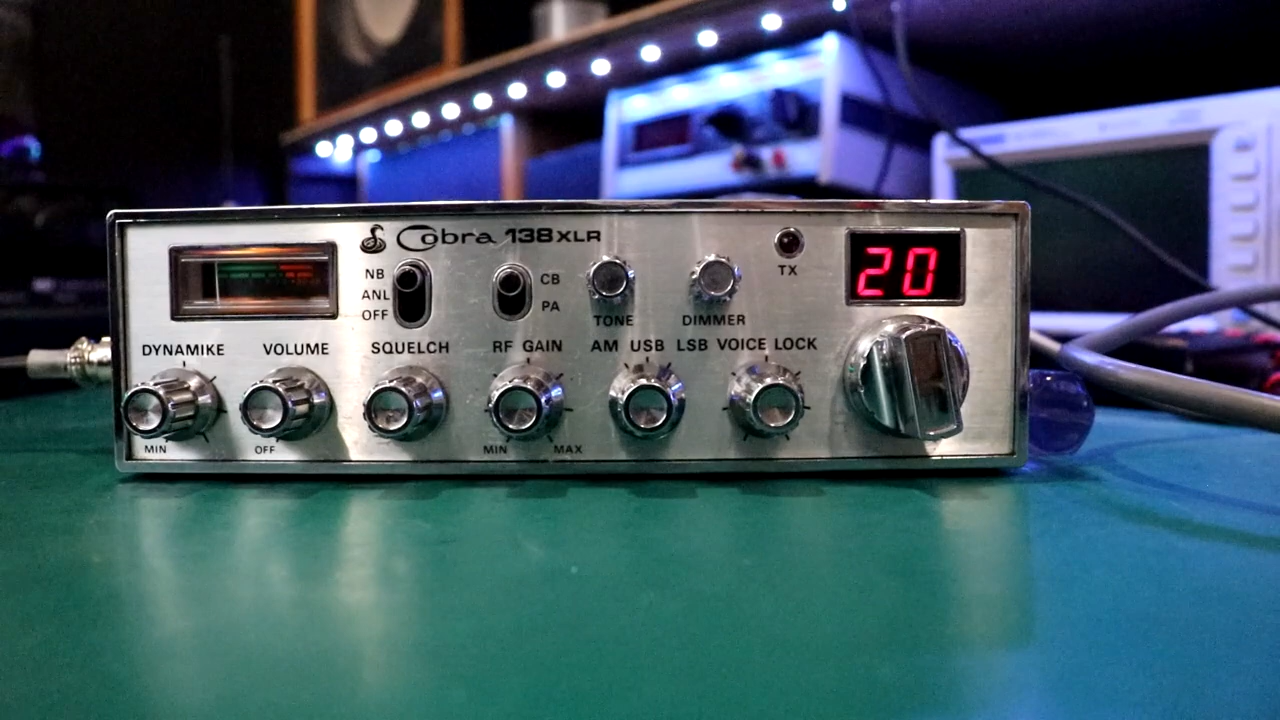 Cobra 138XLR
NB
ANL
OFF
CB
PA
TONE
DIMMER
TX
20
DYNAMIKE
VOLUME
SQUELCH
RF GAIN
AM USB LSB
VOICE LOCK
MIN
OFF
MIN
MAX